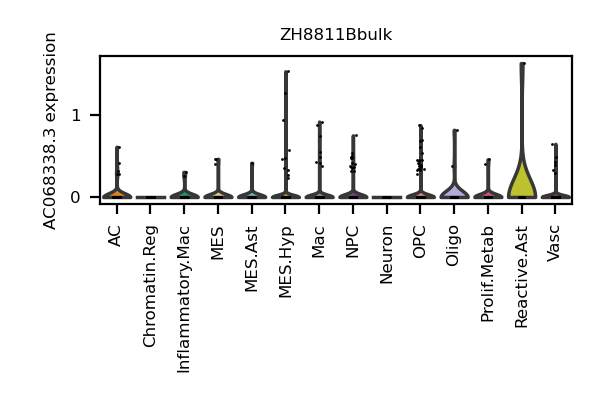 ZH8811Bbulk
AC068338.3 expression
1
0
AC
Chromatin.Reg
Inflammatory.Mac
MES
MES.Ast
MES.Hyp
Mac
NPC
Neuron
OPC
Oligo
Prolif.Metab
Reactive.Ast
Vasc